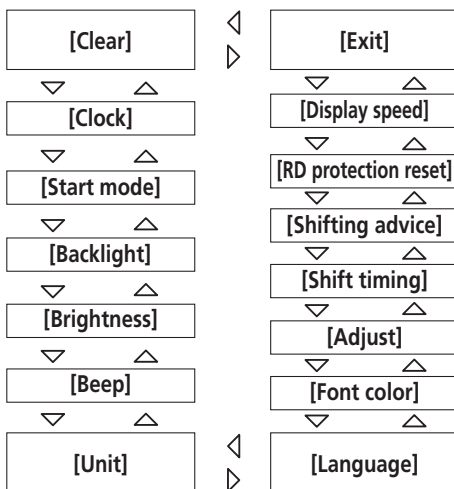 [Clear]
[Clock]
[Start mode]
[Backlight]
[Brightness]
[Beep]
[Unit]
[Exit]
[Display speed]
[RD protection reset]
[Shifting advice]
[Shift timing]
[Adjust]
[Font color]
[Language]